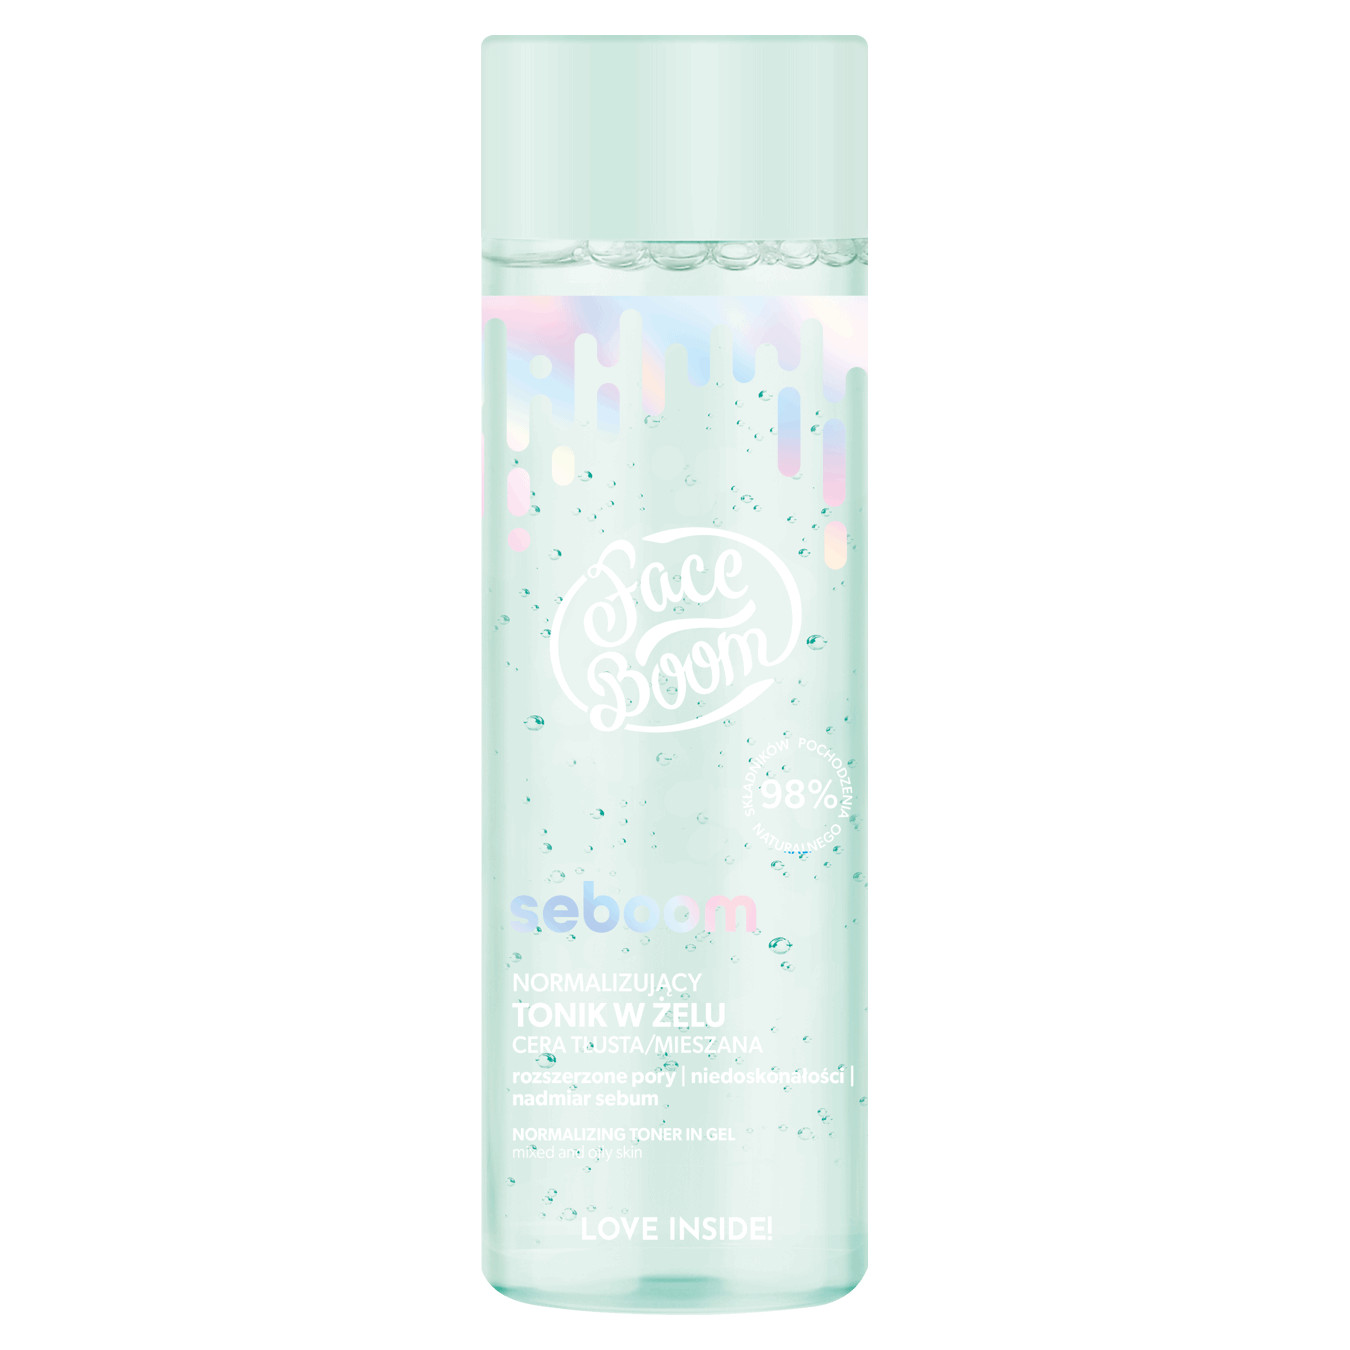 Face
Boom
SKŁADNIKÓW POCHODZENIA NATURALNEGO
98%
seboom
NORMALIZUJĄCY
TONIK W ŻELU
CERA TŁUSTA/MIESZANA
rozszerzone pory | niedoskonałości |
nadmiar sebum
NORMALIZING TONER IN GEL
mixed and oily skin
LOVE INSIDE!